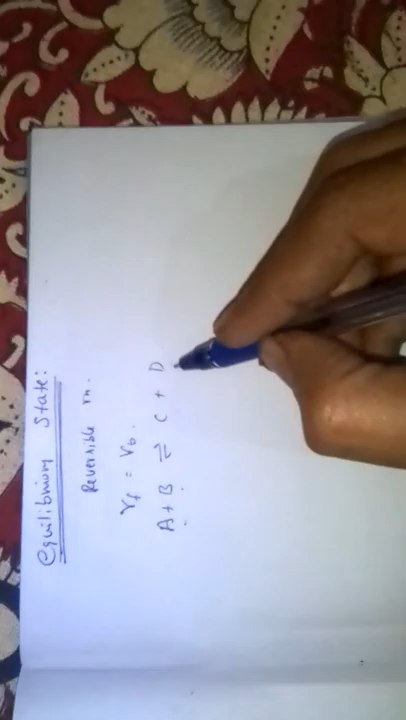 Equilibrium State:
Reversible rxn.
rf = rb.
A + B ⇌ C + D